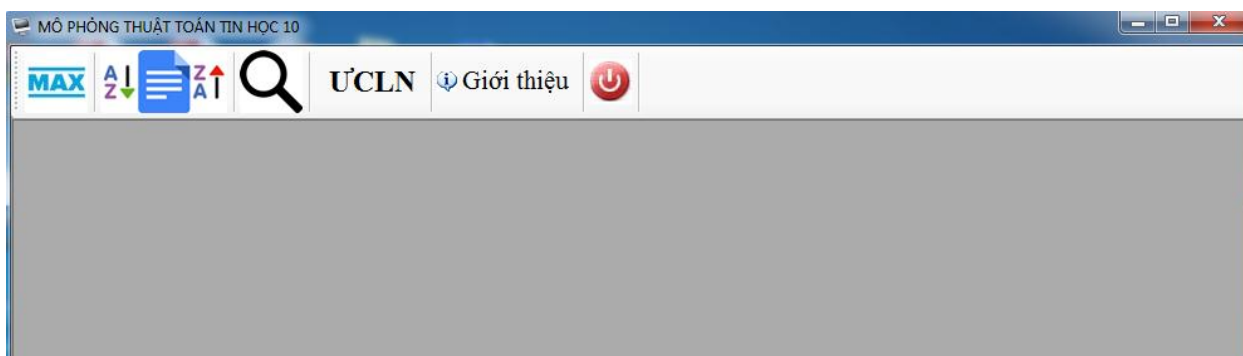 MÔ PHỎNG THUẬT TOÁN TIN HỌC 10
MAX A Z Z A ƯCLN Giới thiệu